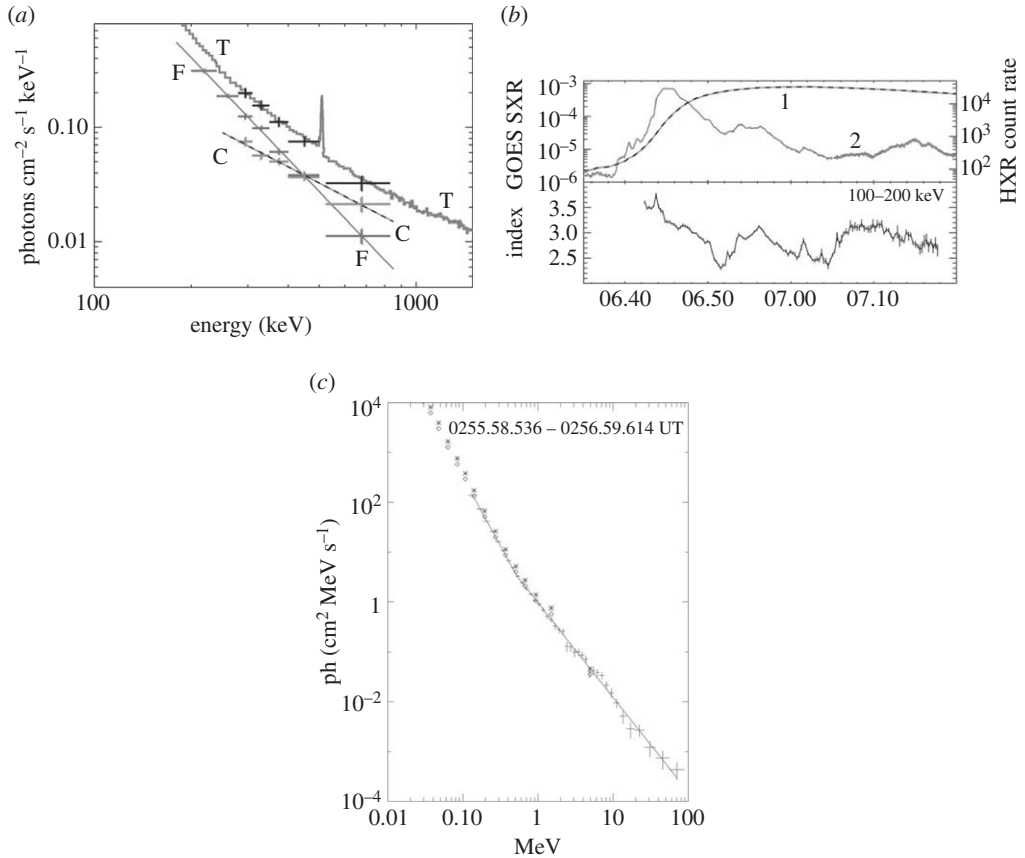 (a)
photons cm⁻² s⁻¹ keV⁻¹
0.10
0.01
T
F
C
T
C
F
100
1000
energy (keV)
(b)
GOES SXR
10⁻³
10⁻⁴
10⁻⁵
10⁻⁶
1
2
10⁴
10³
10²
HXR count rate
index
3.5
3.0
2.5
100–200 keV
06.40
06.50
07.00
07.10
(c)
ph (cm² MeV s⁻¹)
10⁴
10²
1
10⁻²
10⁻⁴
0255.58.536 – 0256.59.614 UT
0.01
0.10
1
10
100
MeV